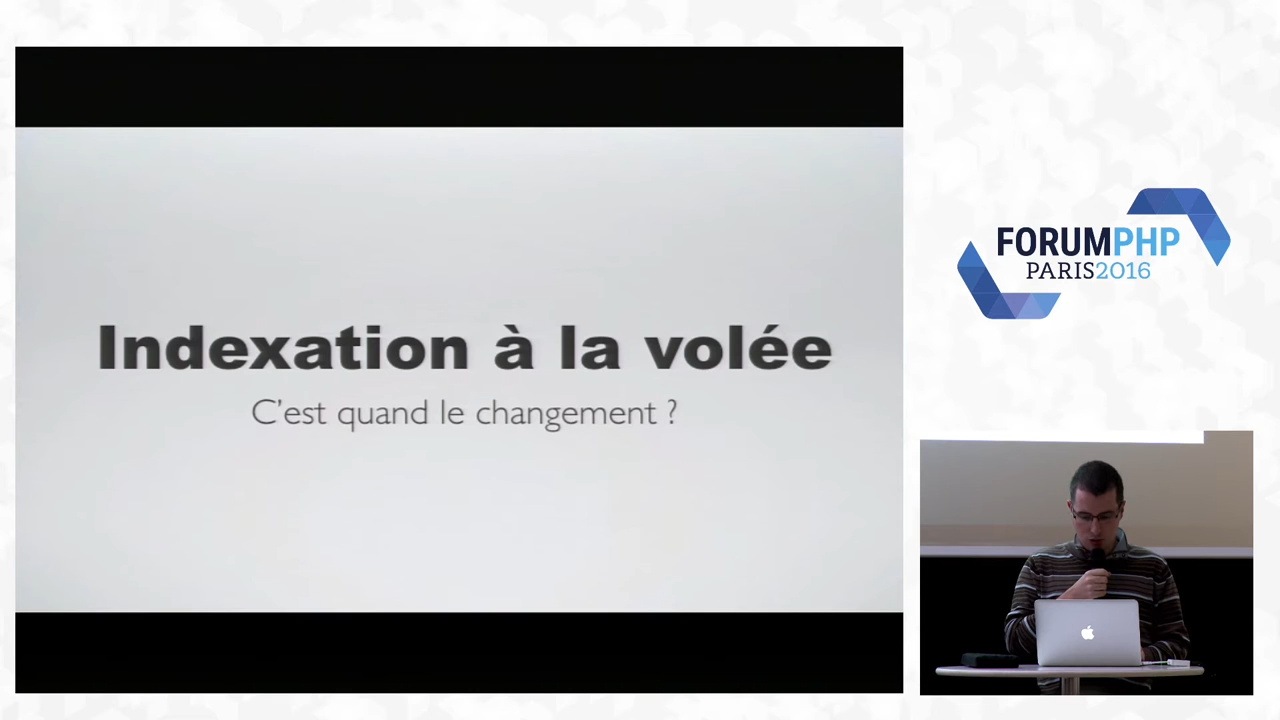 Indexation à la volée
C'est quand le changement ?
FORUMPHP
PARIS2016